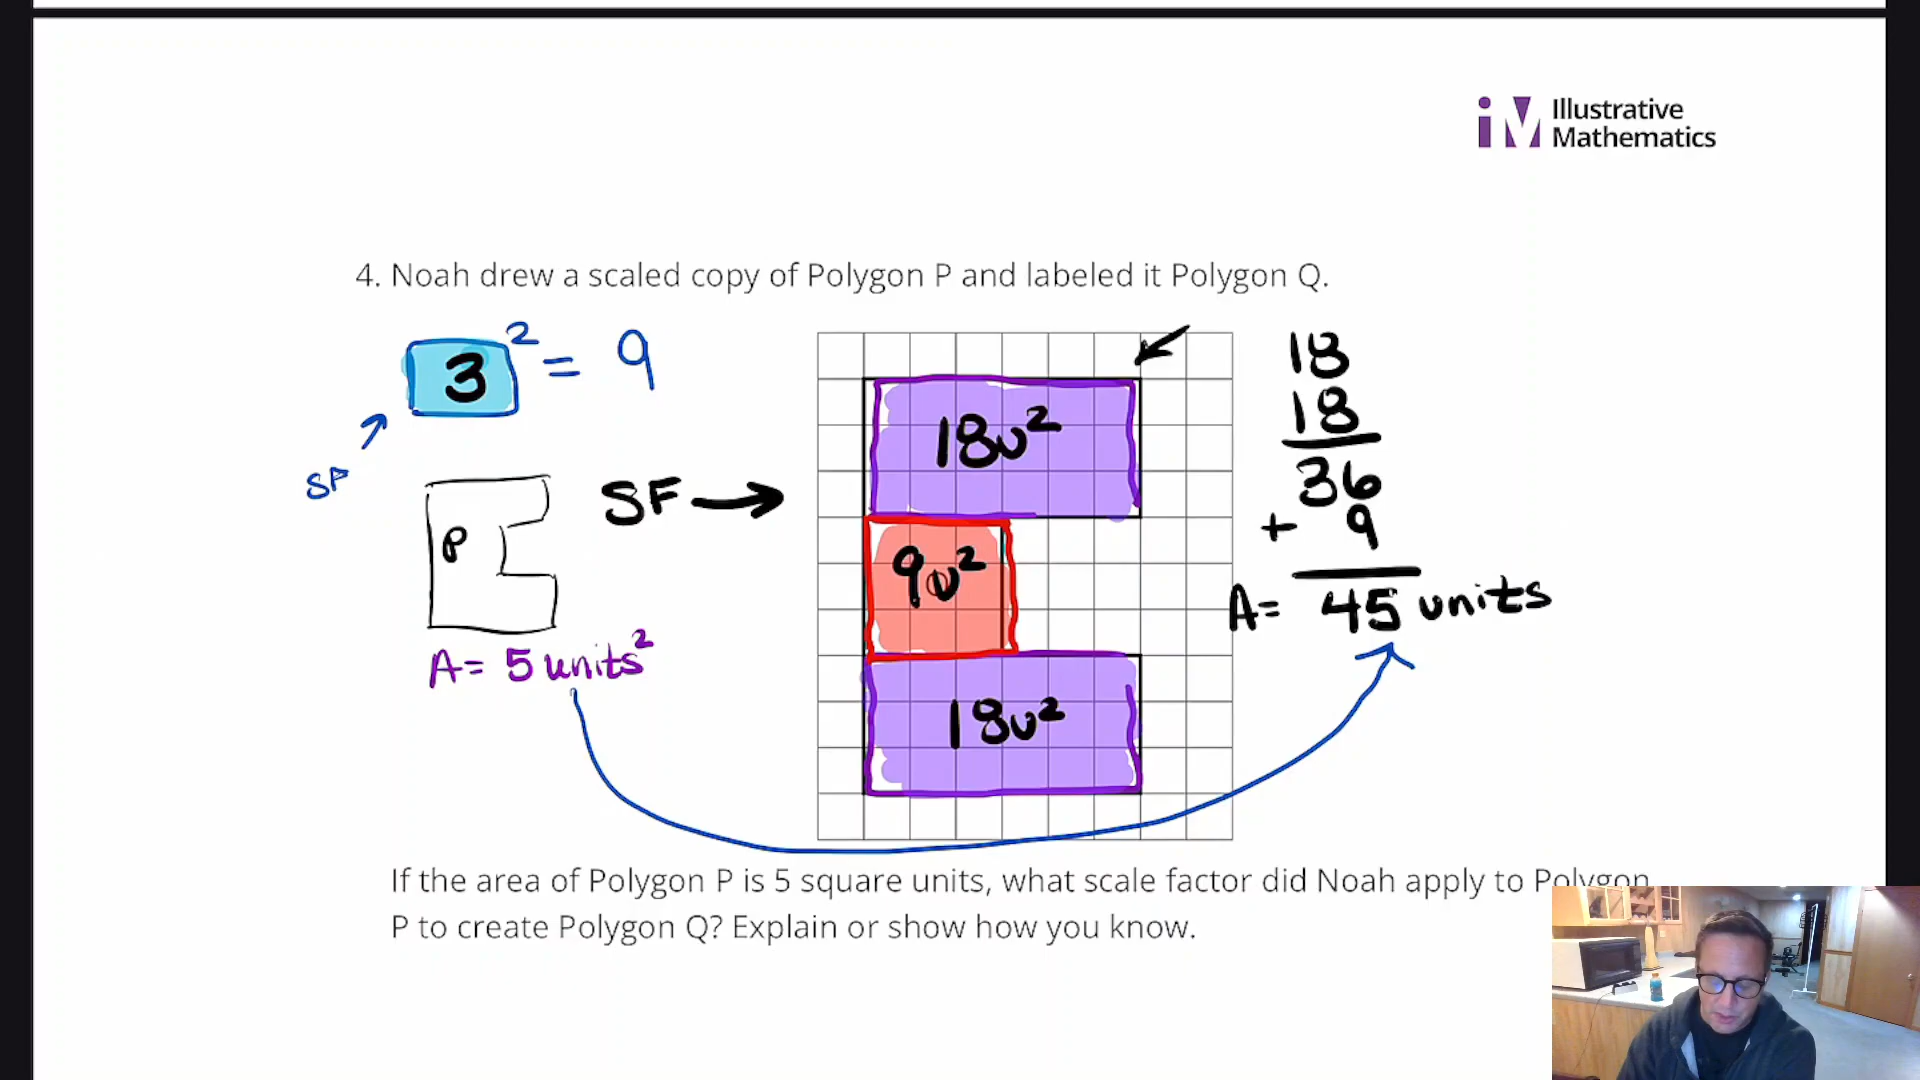 Illustrative
Mathematics
4. Noah drew a scaled copy of Polygon P and labeled it Polygon Q.
3² = 9
SF
P
SF
A= 5 units²
18u²
9u²
18u²
18
18
36
+ 9
A= 45 units
If the area of Polygon P is 5 square units, what scale factor did Noah apply to Polygon
P to create Polygon Q? Explain or show how you know.